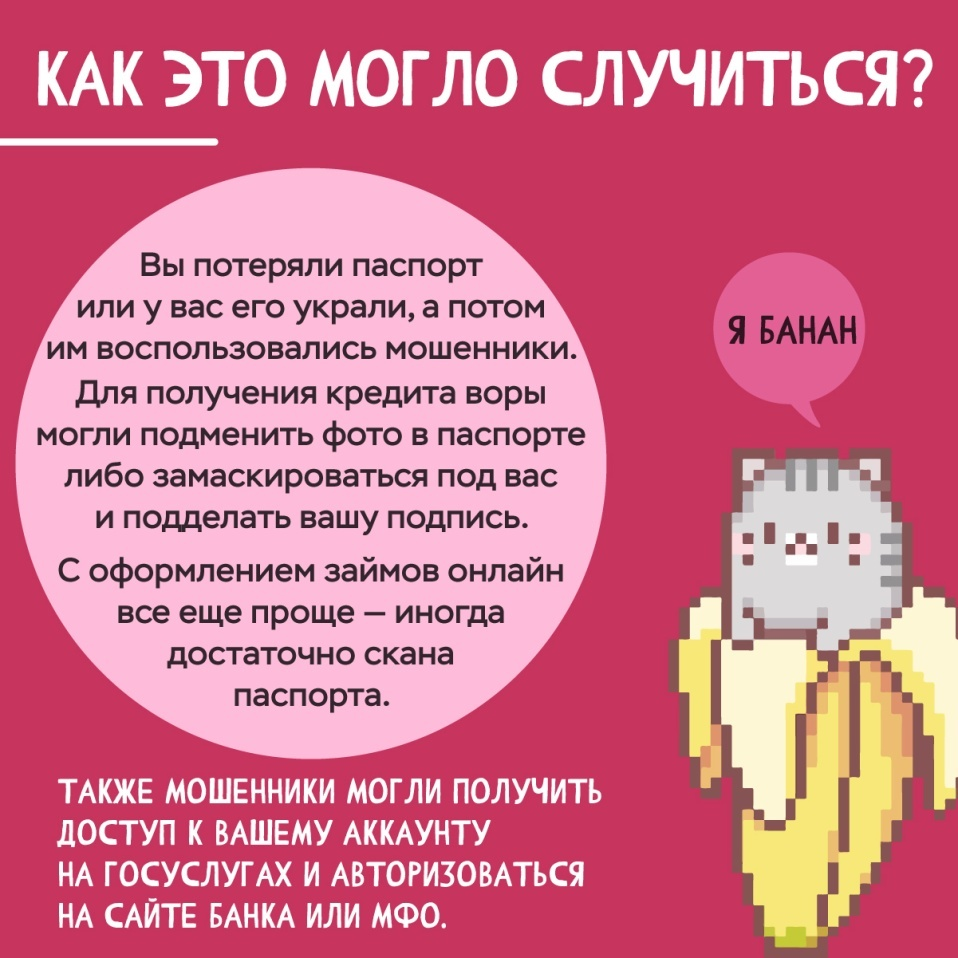 КАК ЭТО МОГЛО СЛУЧИТЬСЯ?
Вы потеряли паспорт
или у вас его украли, а потом
им воспользовались мошенники.
Для получения кредита воры
могли подменить фото в паспорте
либо замаскироваться под вас
и подделать вашу подпись.
С оформлением займов онлайн
все еще проще — иногда
достаточно скана
паспорта.
Я БАНАН
ТАКЖЕ МОШЕННИКИ МОГЛИ ПОЛУЧИТЬ
ДОСТУП К ВАШЕМУ АККАУНТУ
НА ГОСУСЛУГАХ И АВТОРИЗОВАТЬСЯ
НА САЙТЕ БАНКА ИЛИ МФО.